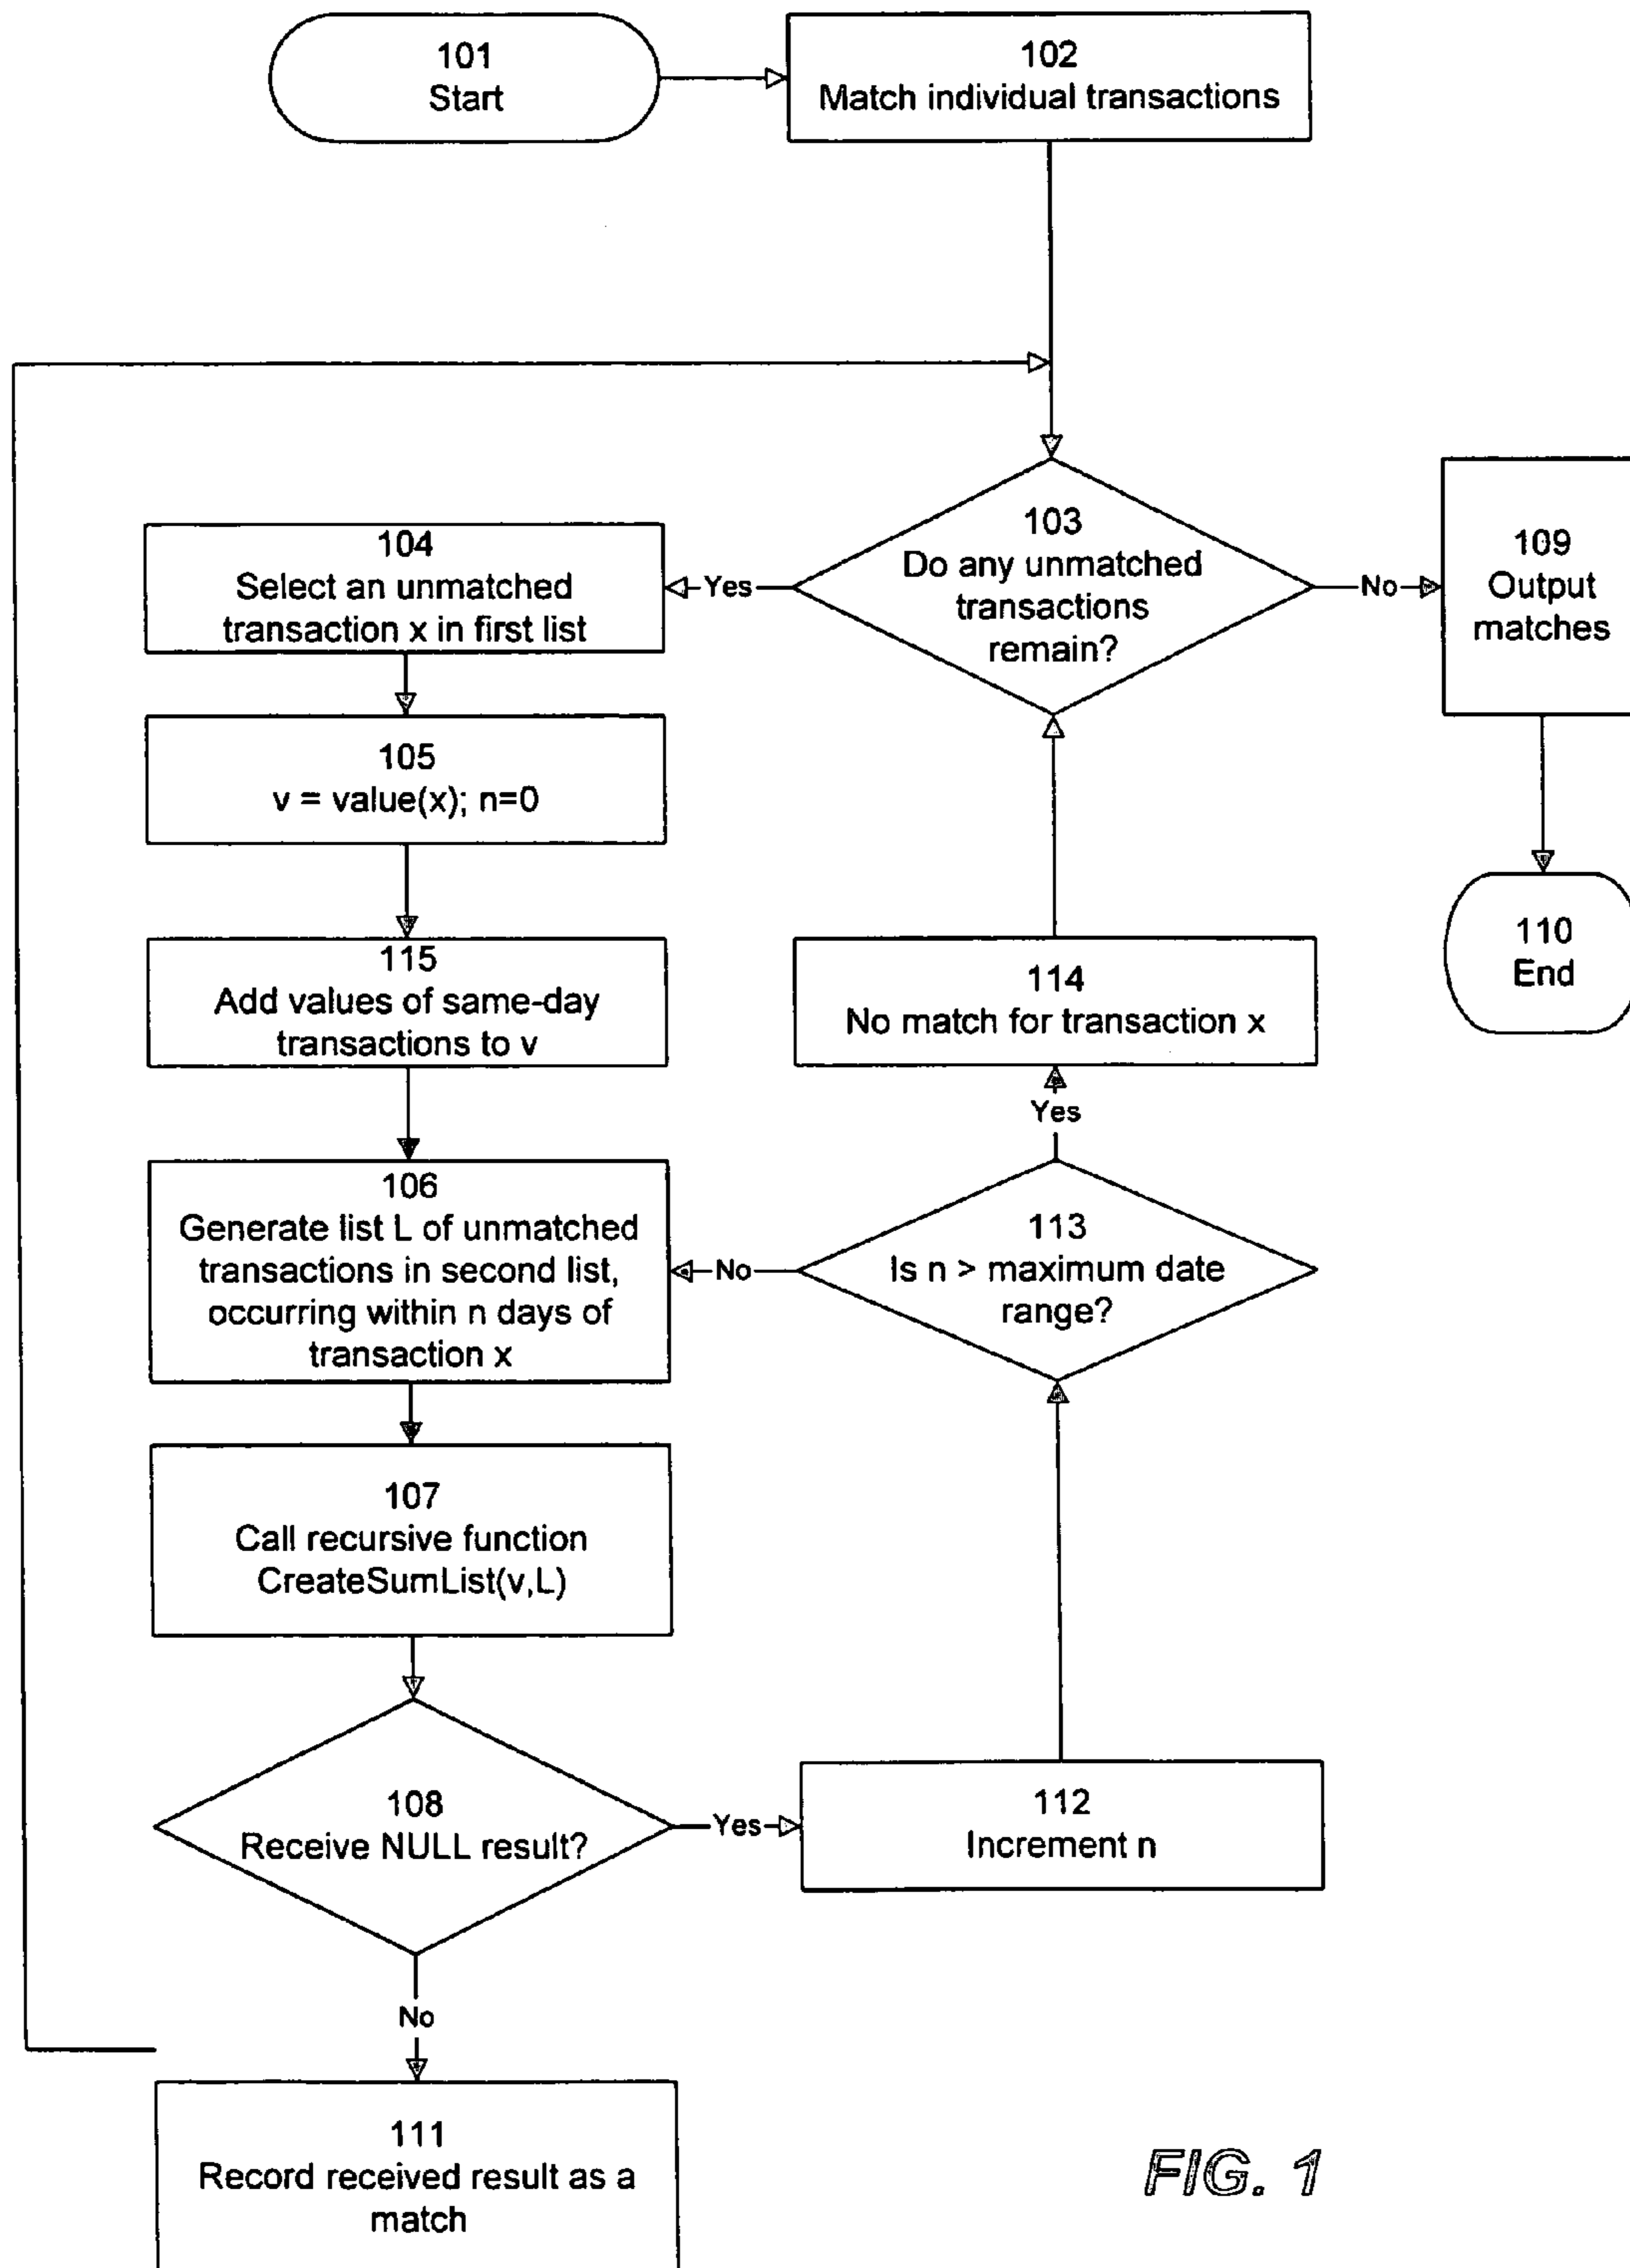 101
Start
102
Match individual transactions
103
Do any unmatched
transactions
remain?
Yes
No
104
Select an unmatched
transaction x in first list
109
Output
matches
105
v = value(x); n=0
110
End
115
Add values of same-day
transactions to v
114
No match for transaction x
Yes
106
Generate list L of unmatched
transactions in second list,
occurring within n days of
transaction x
No
113
Is n > maximum date
range?
107
Call recursive function
CreateSumList(v,L)
108
Receive NULL result?
Yes
112
Increment n
No
111
Record received result as a
match
FIG. 1